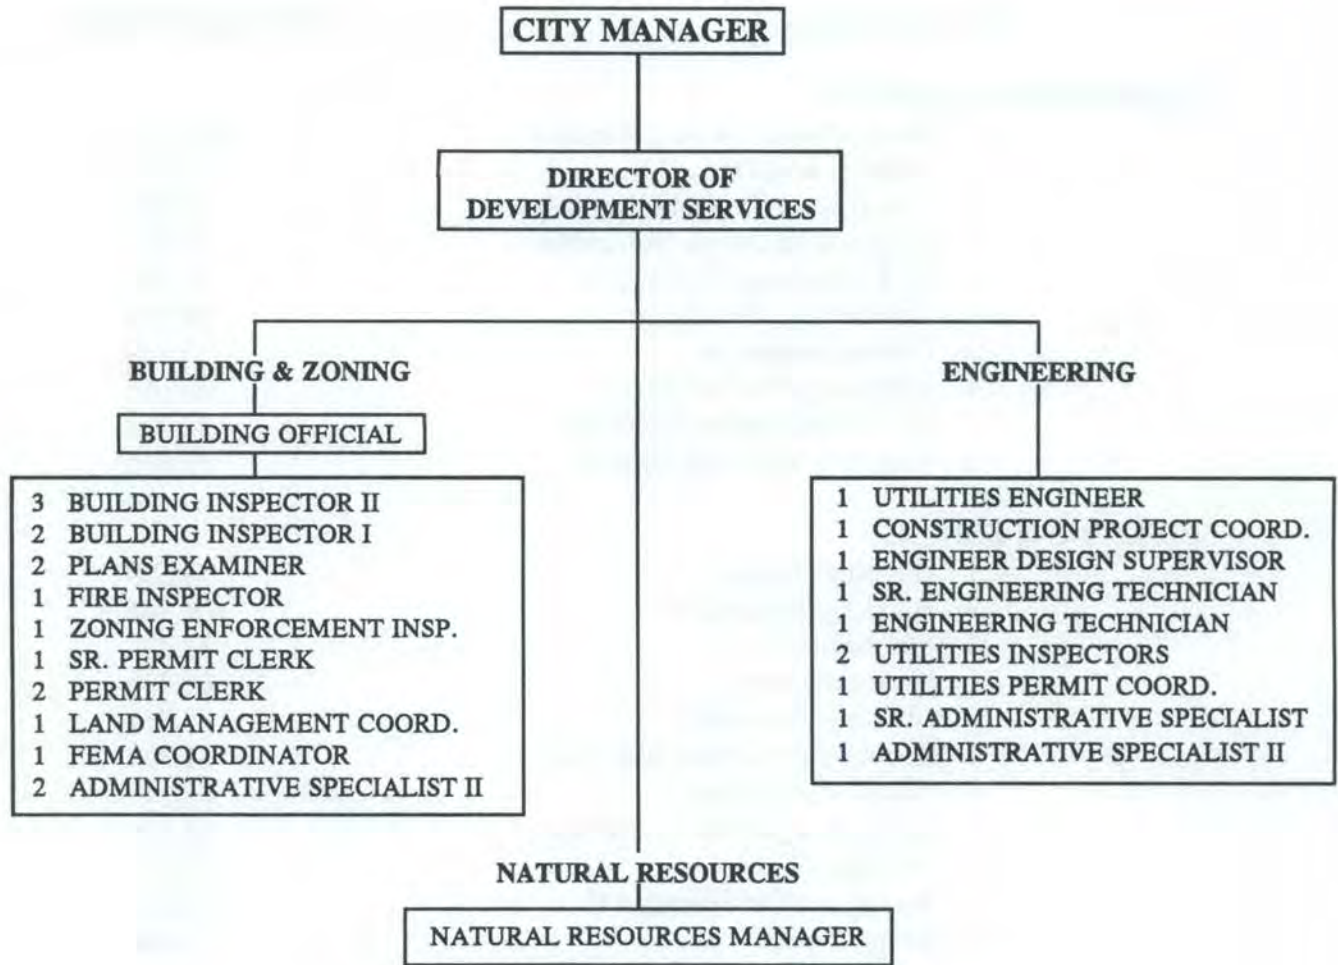 CITY MANAGER
DIRECTOR OF
DEVELOPMENT SERVICES
BUILDING & ZONING
BUILDING OFFICIAL
3 BUILDING INSPECTOR II
2 BUILDING INSPECTOR I
2 PLANS EXAMINER
1 FIRE INSPECTOR
1 ZONING ENFORCEMENT INSP.
1 SR. PERMIT CLERK
2 PERMIT CLERK
1 LAND MANAGEMENT COORD.
1 FEMA COORDINATOR
2 ADMINISTRATIVE SPECIALIST II
ENGINEERING
1 UTILITIES ENGINEER
1 CONSTRUCTION PROJECT COORD.
1 ENGINEER DESIGN SUPERVISOR
1 SR. ENGINEERING TECHNICIAN
1 ENGINEERING TECHNICIAN
2 UTILITIES INSPECTORS
1 UTILITIES PERMIT COORD.
1 SR. ADMINISTRATIVE SPECIALIST
1 ADMINISTRATIVE SPECIALIST II
NATURAL RESOURCES
NATURAL RESOURCES MANAGER